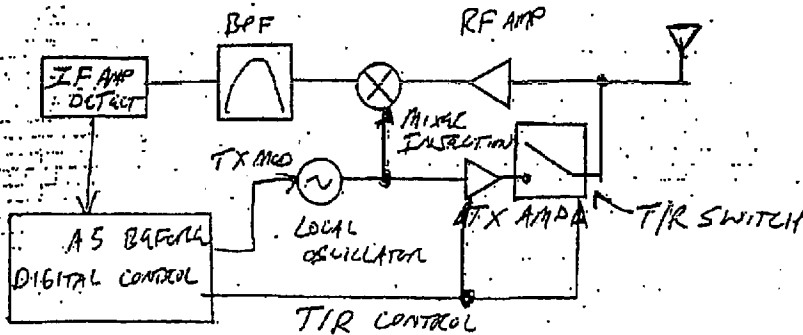 BPF
RF AMP
IF AMP
DETECT
MIXER
INJECTION
TX MOD
LOCAL
OSCILLATOR
TX AMP
T/R SWITCH
AS BEFORE
DIGITAL CONTROL
T/R CONTROL